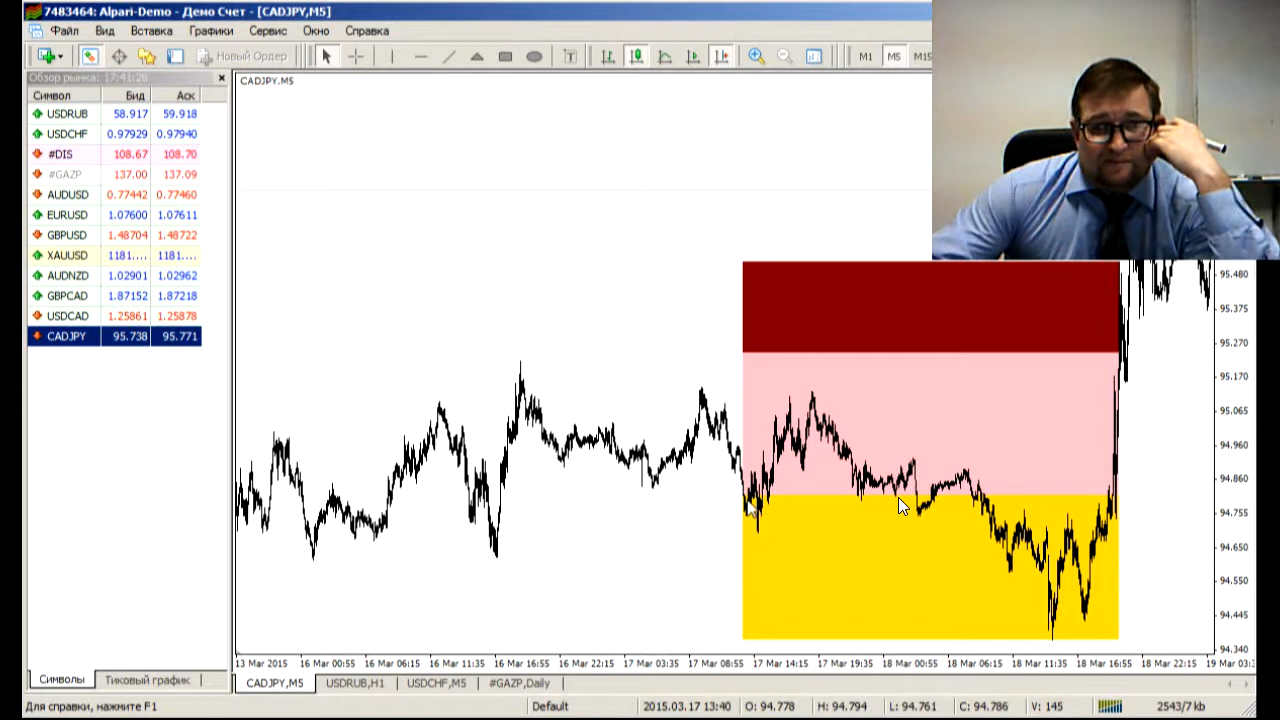 7483464: Alpari-Demo - Демо Счет - [CADJPY,M5]
Файл Вид Вставка Графики Сервис Окно Справка
Новый Ордер M1 M5 M15
Обзор рынка: 17:41:26
Символ Бид Аск
USDRUB 58.917 59.918
USDCHF 0.97929 0.97940
#DIS 108.67 108.70
#GAZP 137.00 137.09
AUDUSD 0.77442 0.77460
EURUSD 1.07600 1.07611
GBPUSD 1.48704 1.48722
XAUUSD 1181.... 1181....
AUDNZD 1.02901 1.02962
GBPCAD 1.87152 1.87218
USDCAD 1.25861 1.25878
CADJPY 95.738 95.771
CADJPY,M5
95.480
95.375
95.270
95.170
95.065
94.960
94.860
94.755
94.650
94.550
94.445
94.340
13 Mar 2015 16 Mar 00:55 16 Mar 06:15 16 Mar 11:35 16 Mar 16:55 16 Mar 22:15 17 Mar 03:35 17 Mar 08:55 17 Mar 14:15 17 Mar 19:35 18 Mar 00:55 18 Mar 06:15 18 Mar 11:35 18 Mar 16:55 18 Mar 22:15 19 Mar 03:
Символы Тиковый график
CADJPY,M5 USDRUB,H1 USDCHF,M5 #GAZP,Daily
Для справки, нажмите F1 Default 2015.03.17 13:40 O: 94.778 H: 94.794 L: 94.761 C: 94.786 V: 145 2543/7 kb